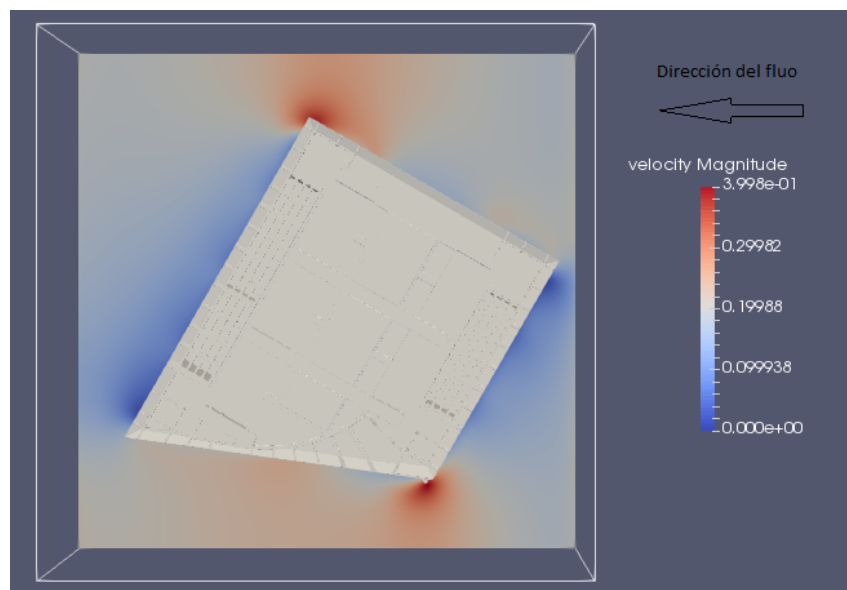 Dirección del fluo
velocity Magnitude
3.998e-01
0.29982
0.19988
0.099938
0.000e+00